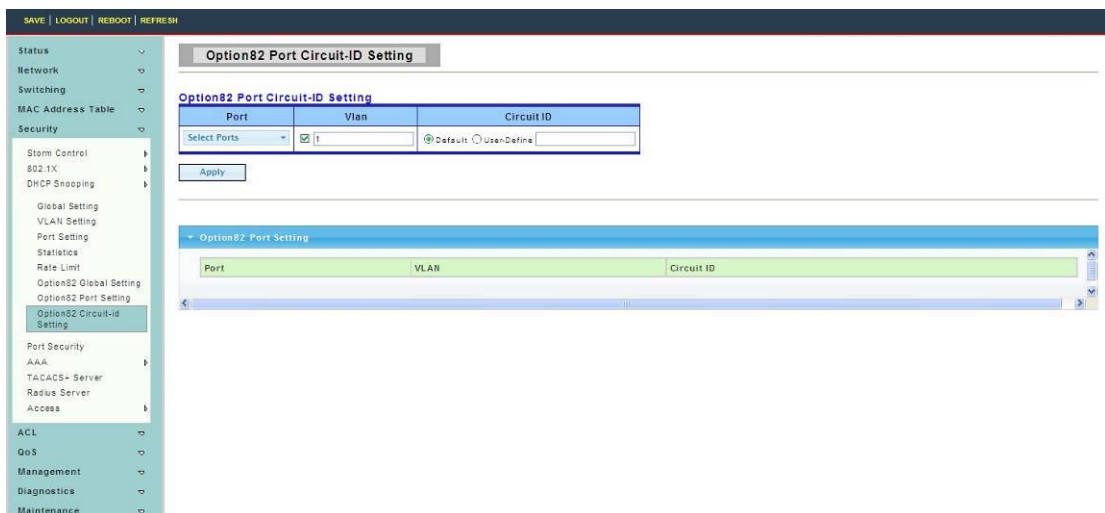 SAVE | LOGOUT | REBOOT | REFRESH
Status
Network
Switching
MAC Address Table
Security
Storm Control
802.1X
DHCP Snooping
Global Setting
VLAN Setting
Port Setting
Statistics
Rate Limit
Option82 Global Setting
Option82 Port Setting
Option82 Circuit-id
Setting
Port Security
AAA
TACACS+ Server
Radius Server
Access
ACL
QoS
Management
Diagnostics
Maintenance
Option82 Port Circuit-ID Setting
Option82 Port Circuit-ID Setting
Port Vlan Circuit ID
Select Ports 1 Default User-Define
Apply
Option82 Port Setting
Port VLAN Circuit ID